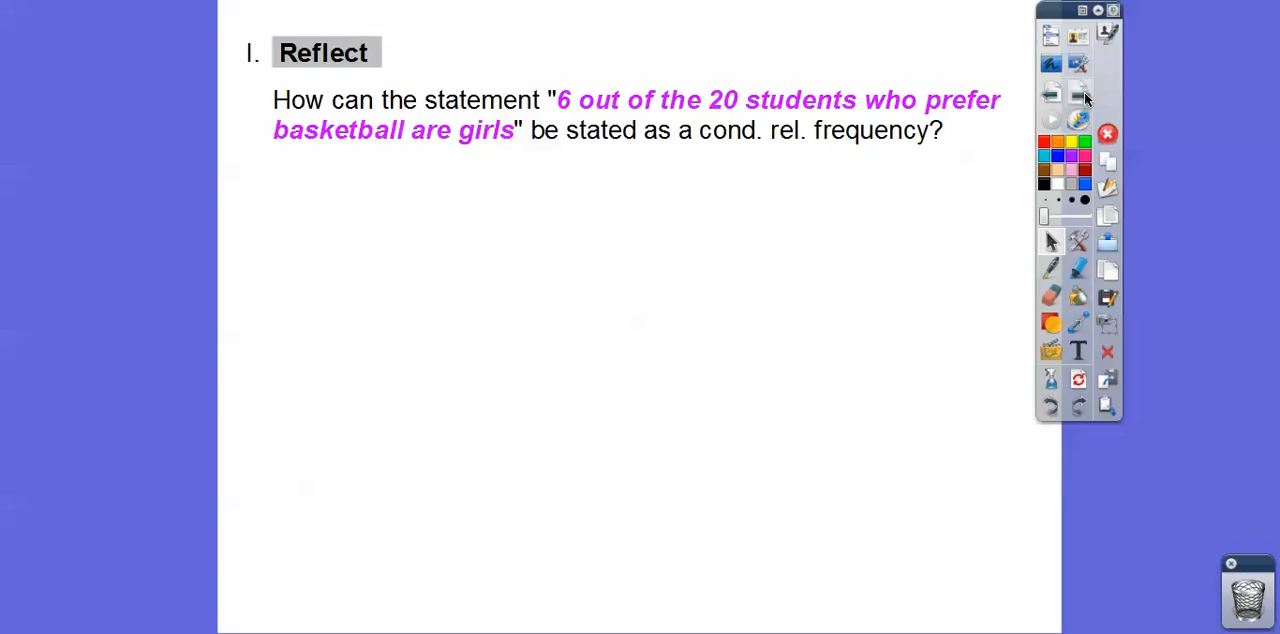 I. Reflect
How can the statement "6 out of the 20 students who prefer
basketball are girls" be stated as a cond. rel. frequency?
T